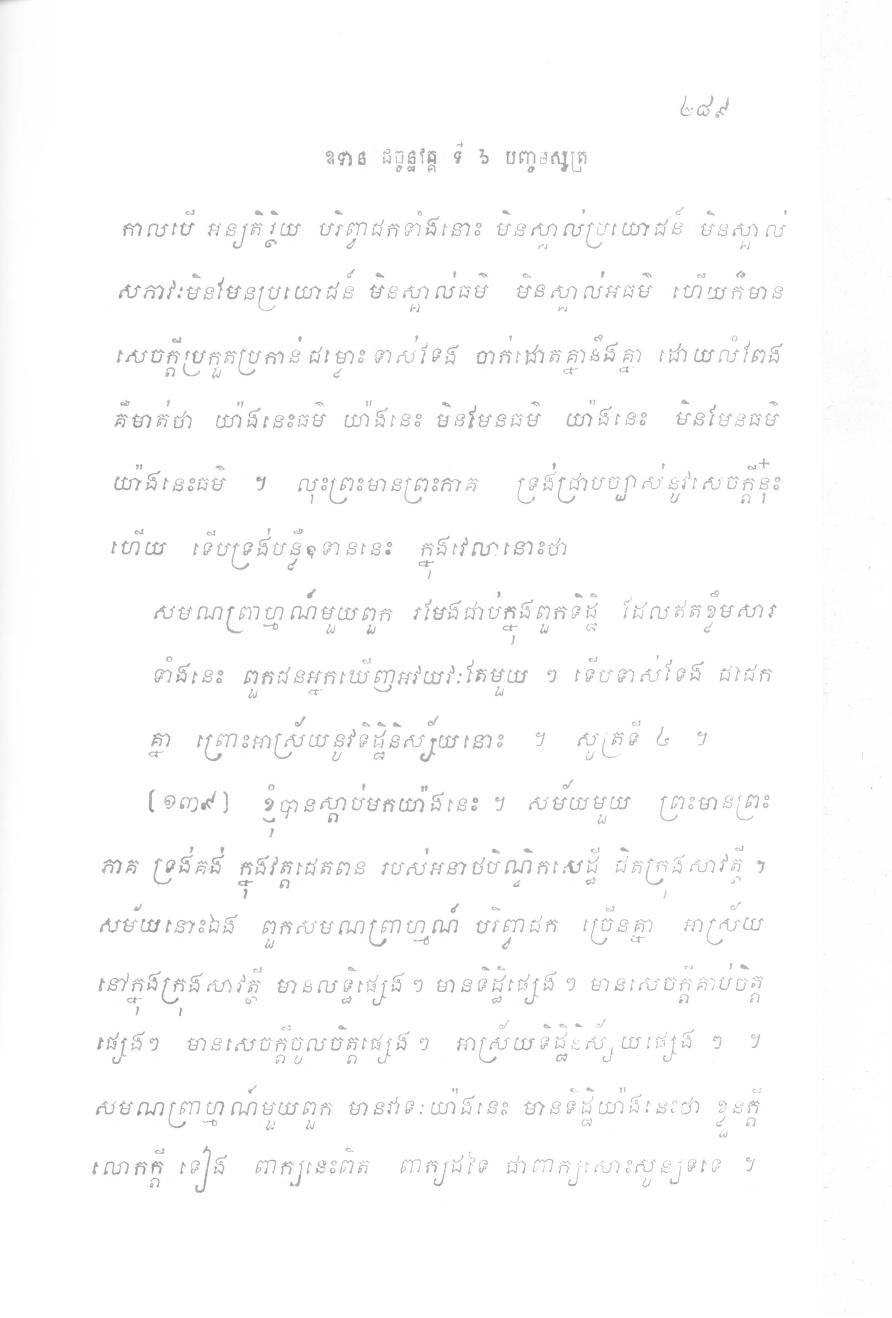 ២៨៩
ឧទាន ជច្ចន្ធវគ្គ ទី ៦ បញ្ចមសូត្រ
កាលបើ អន្យតិរ្ថិយ បរិព្វាជកទាំងនោះ មិនស្គាល់ប្រយោជន៍ មិនស្គាល់
សភាវៈមិនមែនប្រយោជន៍ មិនស្គាល់ធម៌ មិនស្គាល់អធម៌ ហើយក៏មាន
សេចក្តីប្រកួតប្រកាន់ ជម្លោះ ទាស់ទែង ចាក់ដោតគ្នានឹងគ្នា ដោយលំពែង
គឺមាត់ថា យ៉ាងនេះធម៌ យ៉ាងនេះ មិនមែនធម៌ យ៉ាងនេះ មិនមែនធម៌
យ៉ាងនេះធម៌ ។ លុះព្រះមានព្រះភាគ ទ្រង់ជ្រាបច្បាស់នូវសេចក្តីនុ៎ះ
ហើយ ទើបទ្រង់បន្លឺឧទាននេះ ក្នុងវេលានោះថា
សមណព្រាហ្មណ៍មួយពួក រមែងជាប់ក្នុងពួកទិដ្ឋិ ដែលឥតខ្លឹមសារ
ទាំងនេះ ពួកជនអ្នកឃើញអវយវៈតែមួយ ៗ ទើបទាស់ទែង ជជែក
គ្នា ព្រោះអាស្រ័យនូវទិដ្ឋិនិស្ស័យនោះ ។ សូត្រទី ៤ ។
[១៣៩] ខ្ញុំបានស្តាប់មកយ៉ាងនេះ ។ សម័យមួយ ព្រះមានព្រះ
ភាគ ទ្រង់គង់ ក្នុងវត្តជេតពន របស់អនាថបិណ្ឌិកសេដ្ឋី ជិតក្រុងសាវត្ថី ។
សម័យនោះឯង ពួកសមណព្រាហ្មណ៍ បរិព្វាជក ច្រើនគ្នា អាស្រ័យ
នៅក្នុងក្រុងសាវត្ថី មានលទ្ធិផ្សេង ៗ មានទិដ្ឋិផ្សេង ៗ មានសេចក្តីគាប់ចិត្ត
ផ្សេងៗ មានសេចក្តីចូលចិត្តផ្សេង ៗ អាស្រ័យទិដ្ឋិនិស្ស័យផ្សេង ៗ ។
សមណព្រាហ្មណ៍មួយពួក មានវាទៈយ៉ាងនេះ មានទិដ្ឋិយ៉ាងនេះថា ខ្លួនក្តី
លោកក្តី ទៀង ពាក្យនេះពិត ពាក្យដទៃ ជាពាក្យសោះសូន្យទទេ ។